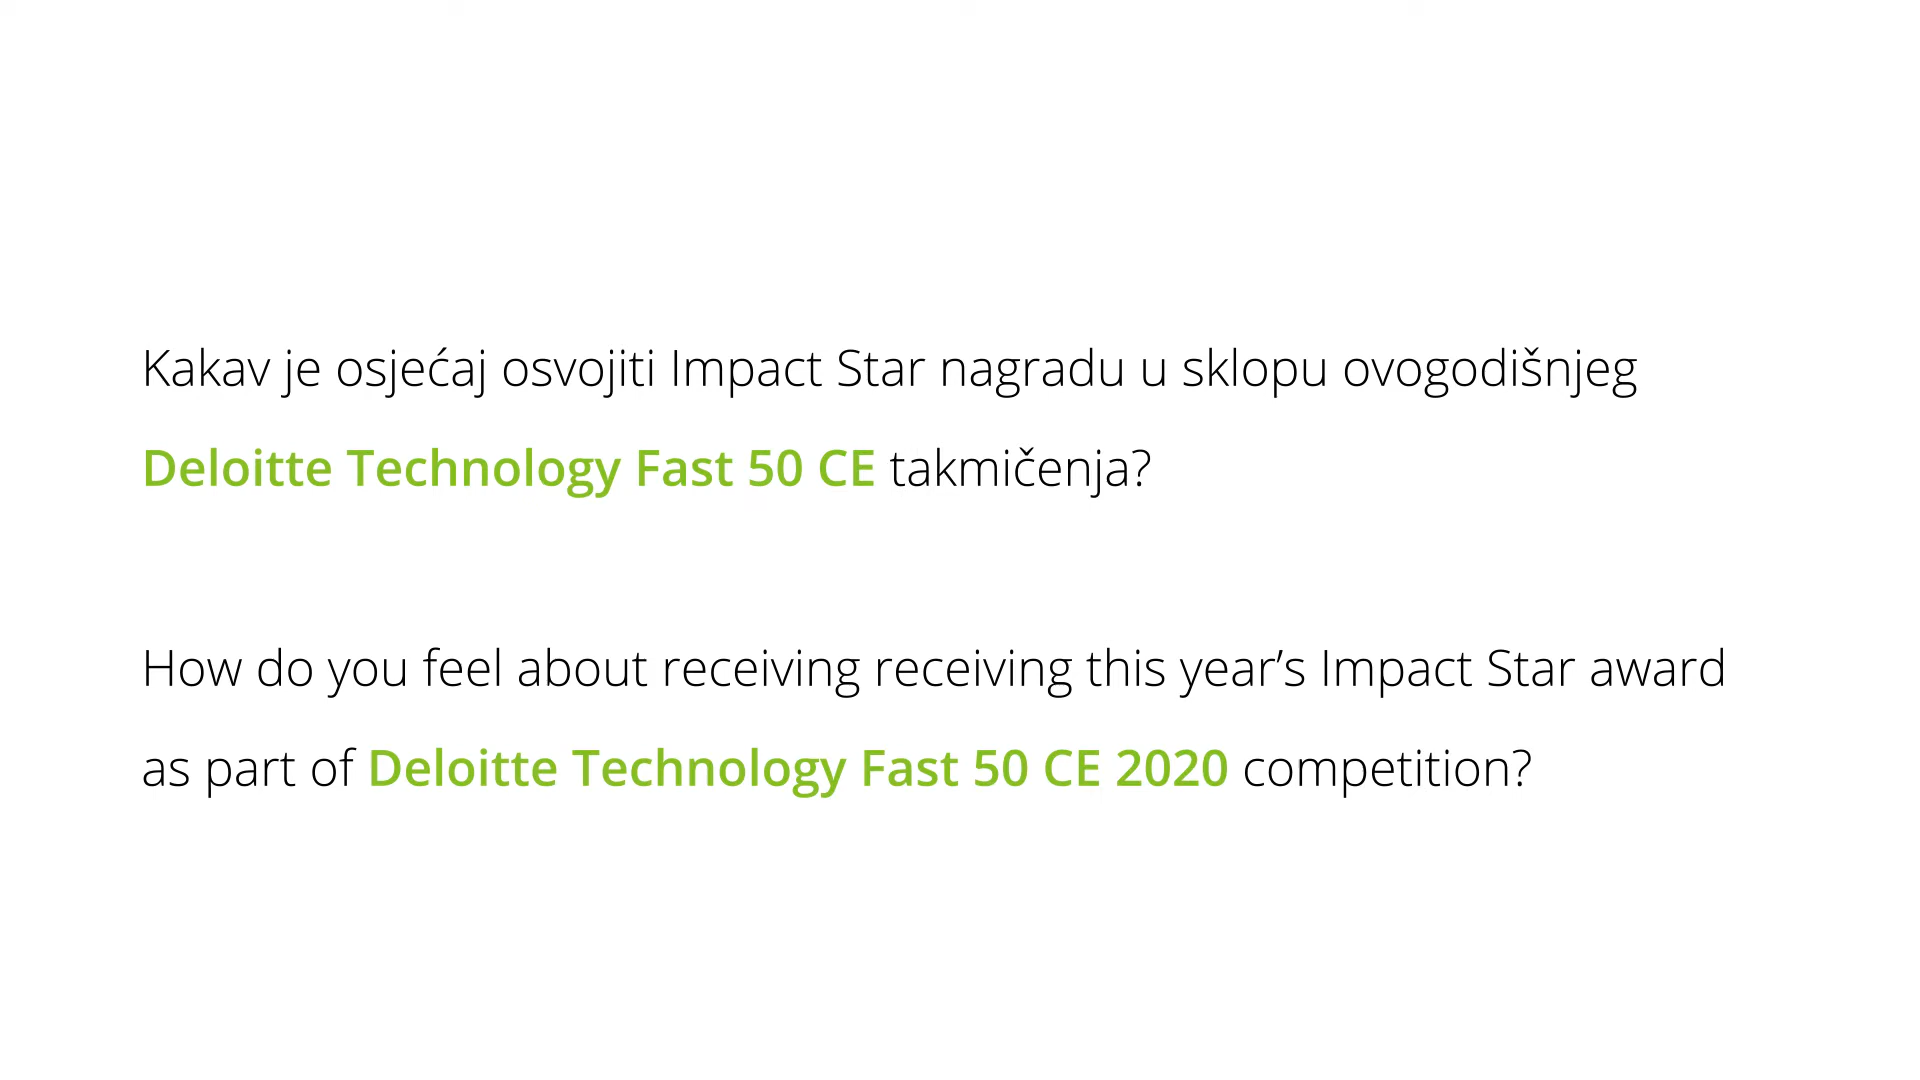 Kakav je osjećaj osvojiti Impact Star nagradu u sklopu ovogodišnjeg
Deloitte Technology Fast 50 CE takmičenja?
How do you feel about receiving receiving this year’s Impact Star award
as part of Deloitte Technology Fast 50 CE 2020 competition?